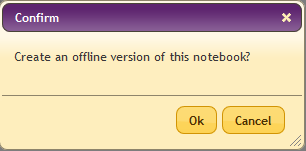 Confirm
Create an offline version of this notebook?
Ok Cancel